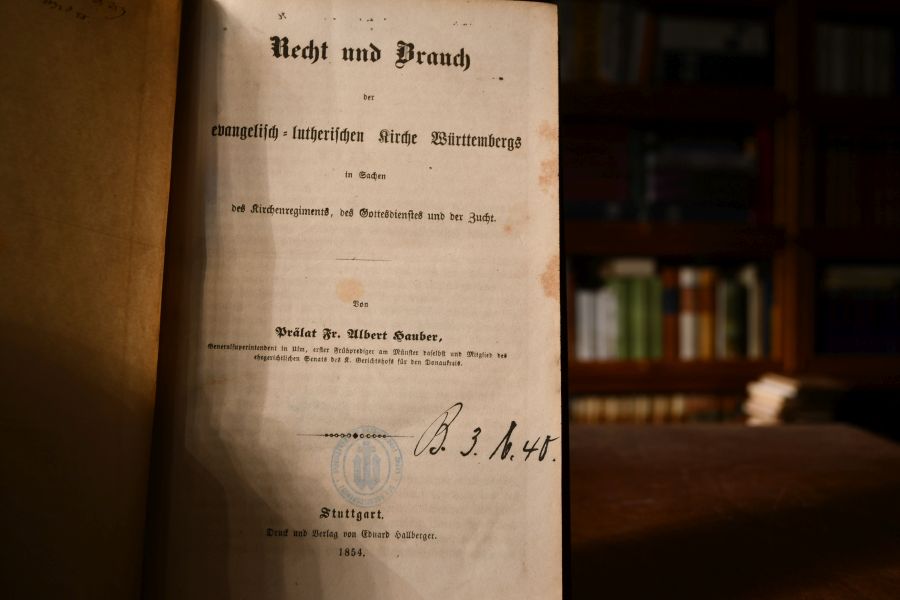 Recht und Brauch
der
evangelisch-lutherischen Kirche Württembergs
in Sachen
des Kirchenregiments, des Gottesdienstes und der Zucht.
Von
Prälat Fr. Albert Hauber,
Generalsuperintendent in Ulm, erster Frühprediger am Münster daselbst und Mitglied des
ehegerichtlichen Senats des K. Gerichtshofs für den Donaukreis.
B. 3. 6. 40.
Stuttgart.
Druck und Verlag von Eduard Hallberger.
1854.